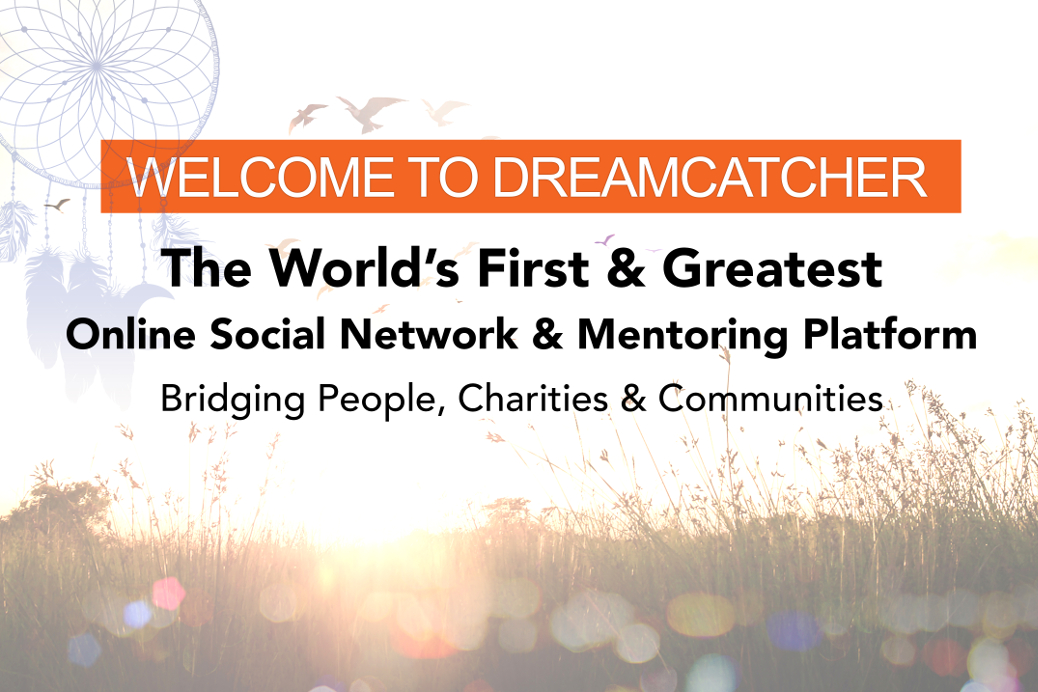 WELCOME TO DREAMCATCHER
The World’s First & Greatest
Online Social Network & Mentoring Platform
Bridging People, Charities & Communities